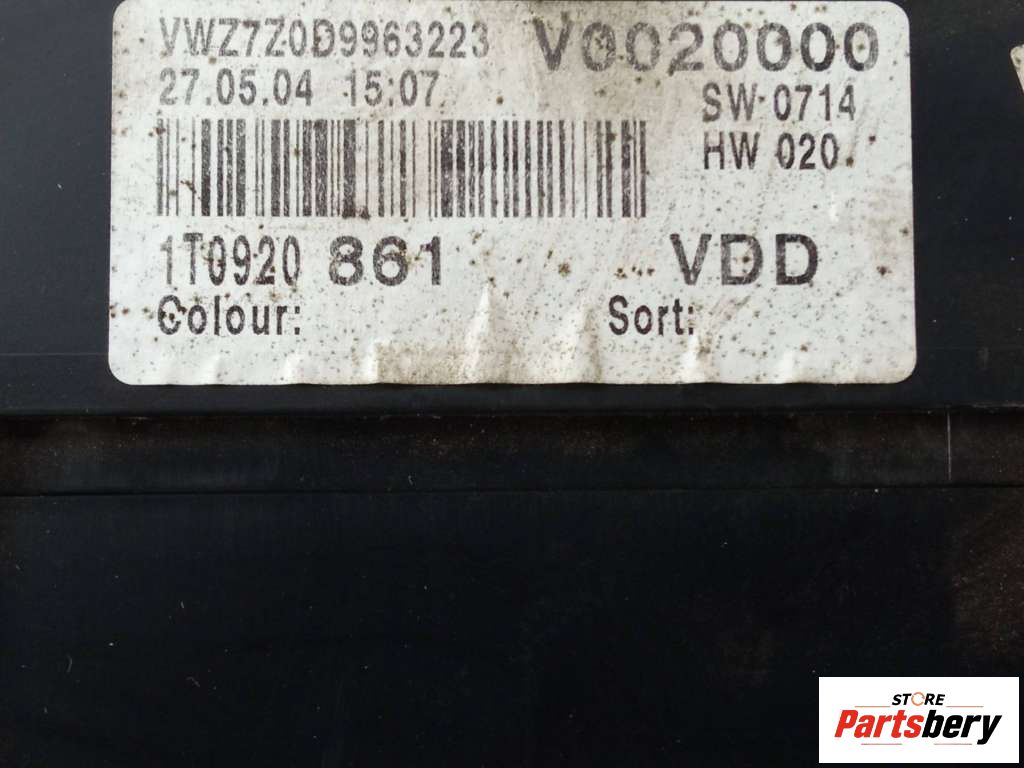 VWZ7Z0D9963223 V0020000
27.05.04 15:07 SW 0714
HW 020
1T0920 861 VDD
Colour: Sort:
STORE
Partsbery